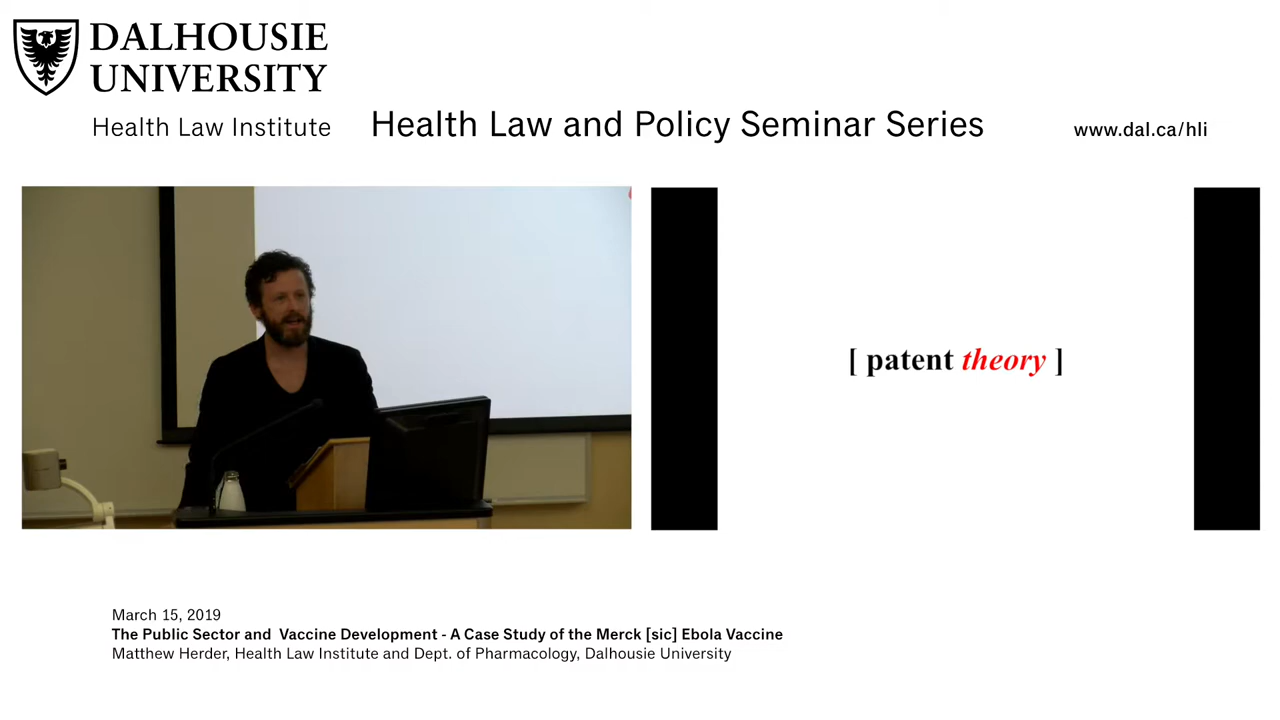 DALHOUSIE
UNIVERSITY
Health Law Institute
Health Law and Policy Seminar Series
www.dal.ca/hli
[ patent theory ]
March 15, 2019
The Public Sector and Vaccine Development - A Case Study of the Merck [sic] Ebola Vaccine
Matthew Herder, Health Law Institute and Dept. of Pharmacology, Dalhousie University